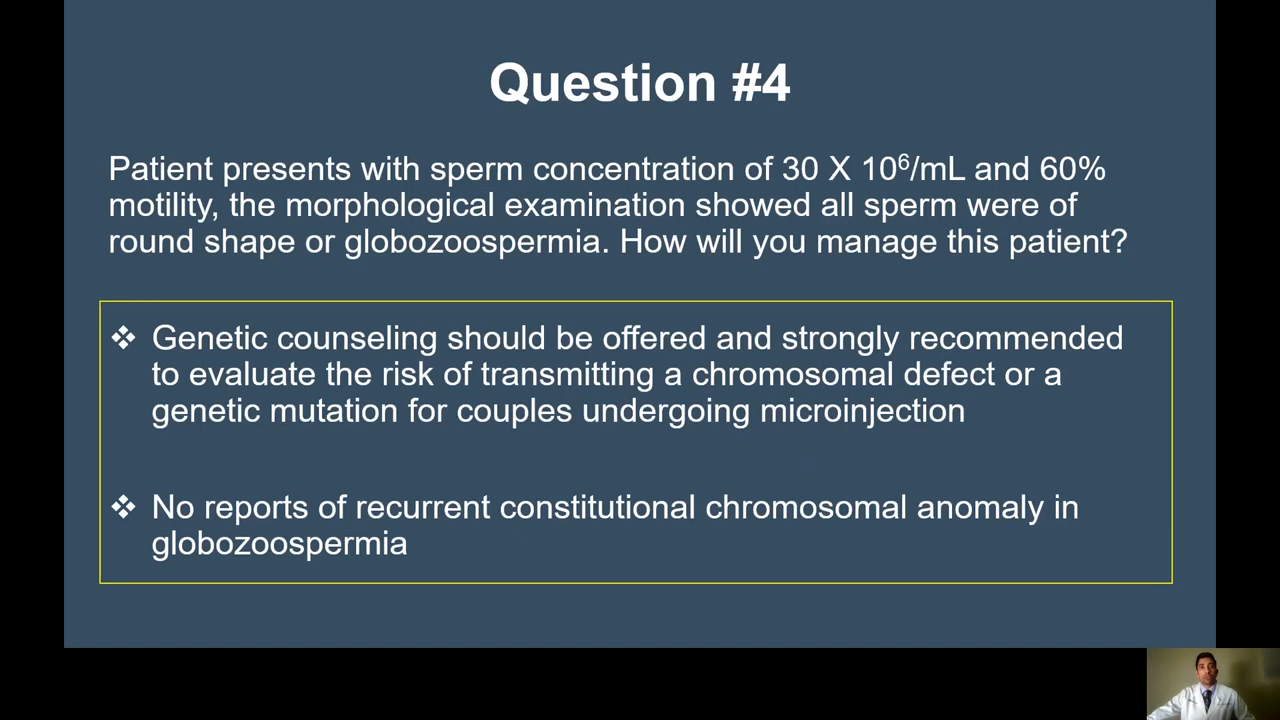 Question #4
Patient presents with sperm concentration of 30 X 10⁶/mL and 60%
motility, the morphological examination showed all sperm were of
round shape or globozoospermia. How will you manage this patient?
❖ Genetic counseling should be offered and strongly recommended
to evaluate the risk of transmitting a chromosomal defect or a
genetic mutation for couples undergoing microinjection
❖ No reports of recurrent constitutional chromosomal anomaly in
globozoospermia